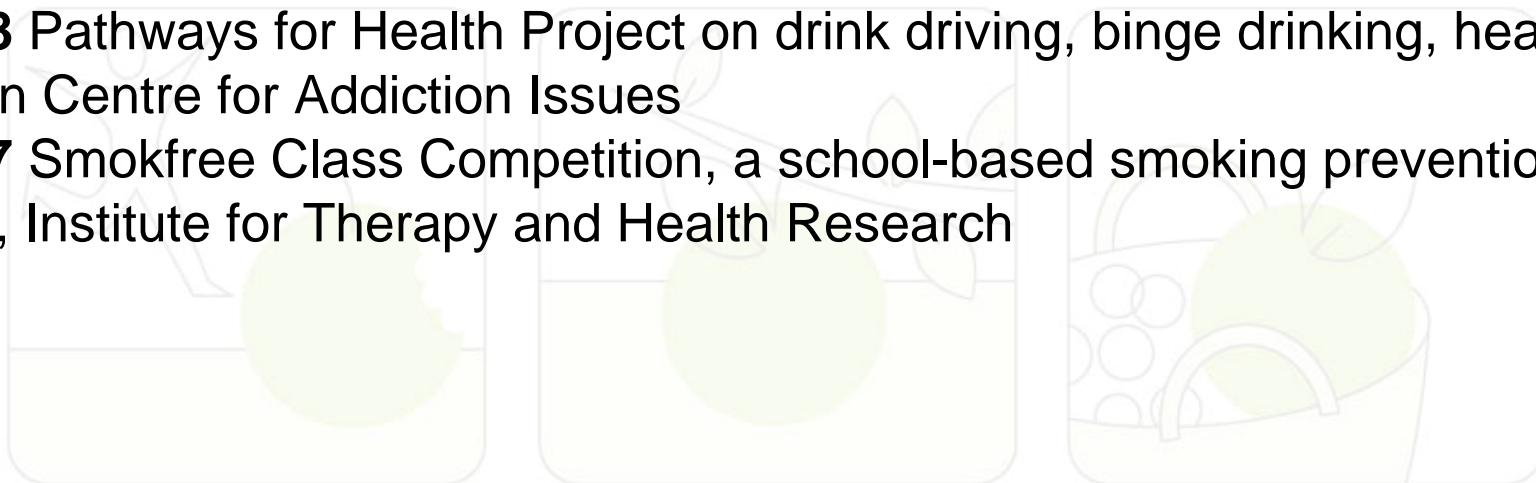 3 Pathways for Health Project on drink driving, binge drinking, hea
n Centre for Addiction Issues
7 Smokfree Class Competition, a school-based smoking preventio
, Institute for Therapy and Health Research